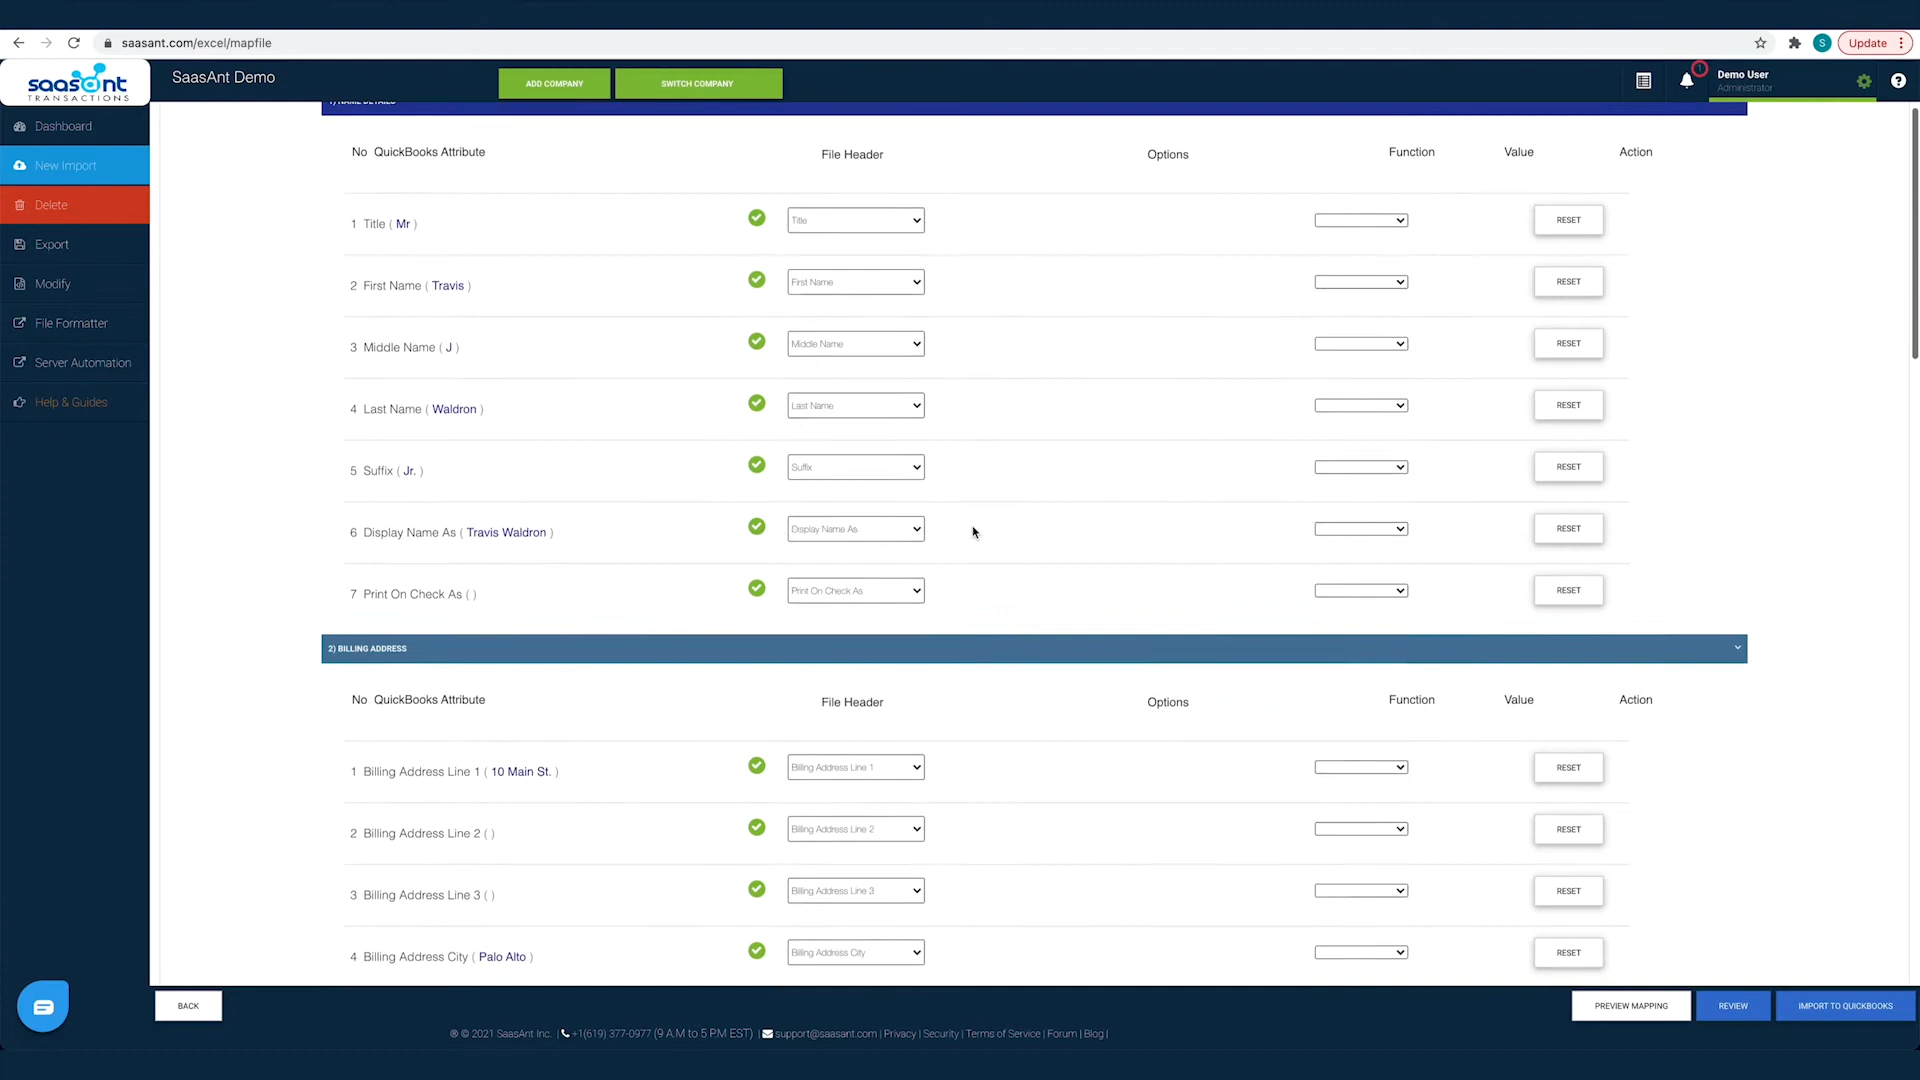 saasant.com/excel/mapfile
Update
saasant
TRANSACTIONS
SaasAnt Demo
ADD COMPANY
SWITCH COMPANY
1
Demo User
Administrator
Dashboard
New Import
Delete
Export
Modify
File Formatter
Server Automation
Help & Guides
1) NAME DETAILS
No QuickBooks Attribute File Header Options Function Value Action
1 Title ( Mr ) Title RESET
2 First Name ( Travis ) First Name RESET
3 Middle Name ( J ) Middle Name RESET
4 Last Name ( Waldron ) Last Name RESET
5 Suffix ( Jr. ) Suffix RESET
6 Display Name As ( Travis Waldron ) Display Name As RESET
7 Print On Check As ( ) Print On Check As RESET
2) BILLING ADDRESS
No QuickBooks Attribute File Header Options Function Value Action
1 Billing Address Line 1 ( 10 Main St. ) Billing Address Line 1 RESET
2 Billing Address Line 2 ( ) Billing Address Line 2 RESET
3 Billing Address Line 3 ( ) Billing Address Line 3 RESET
4 Billing Address City ( Palo Alto ) Billing Address City RESET
BACK
PREVIEW MAPPING
REVIEW
IMPORT TO QUICKBOOKS
® © 2021 SaasAnt Inc. | +1(619) 377-0977 (9 A.M to 5 P.M EST) | support@saasant.com | Privacy | Security | Terms of Service | Forum | Blog |
S